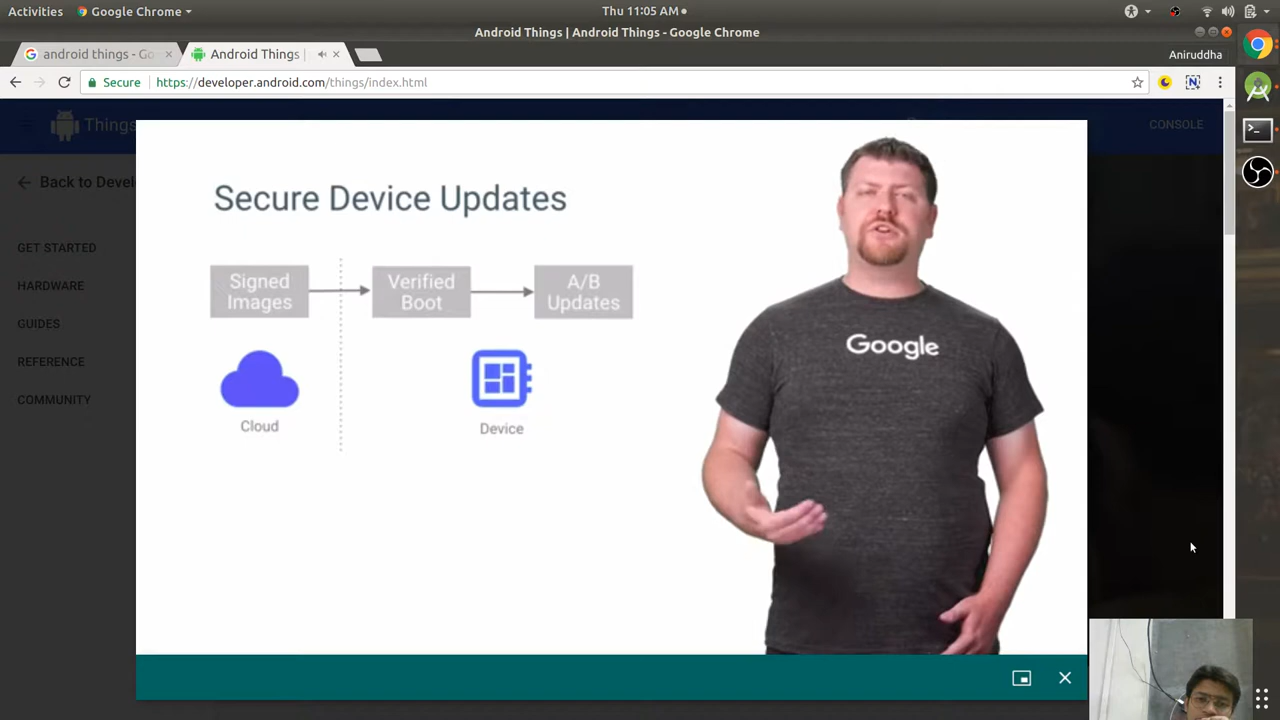 Activities
Google Chrome
Thu 11:05 AM
Android Things | Android Things - Google Chrome
android things - Go
Android Things |
Aniruddha
Secure
https://developer.android.com/things/index.html
Things
CONSOLE
Back to Develo
GET STARTED
HARDWARE
GUIDES
REFERENCE
COMMUNITY
Secure Device Updates
Signed
Images
Verified
Boot
A/B
Updates
Cloud
Device
Google